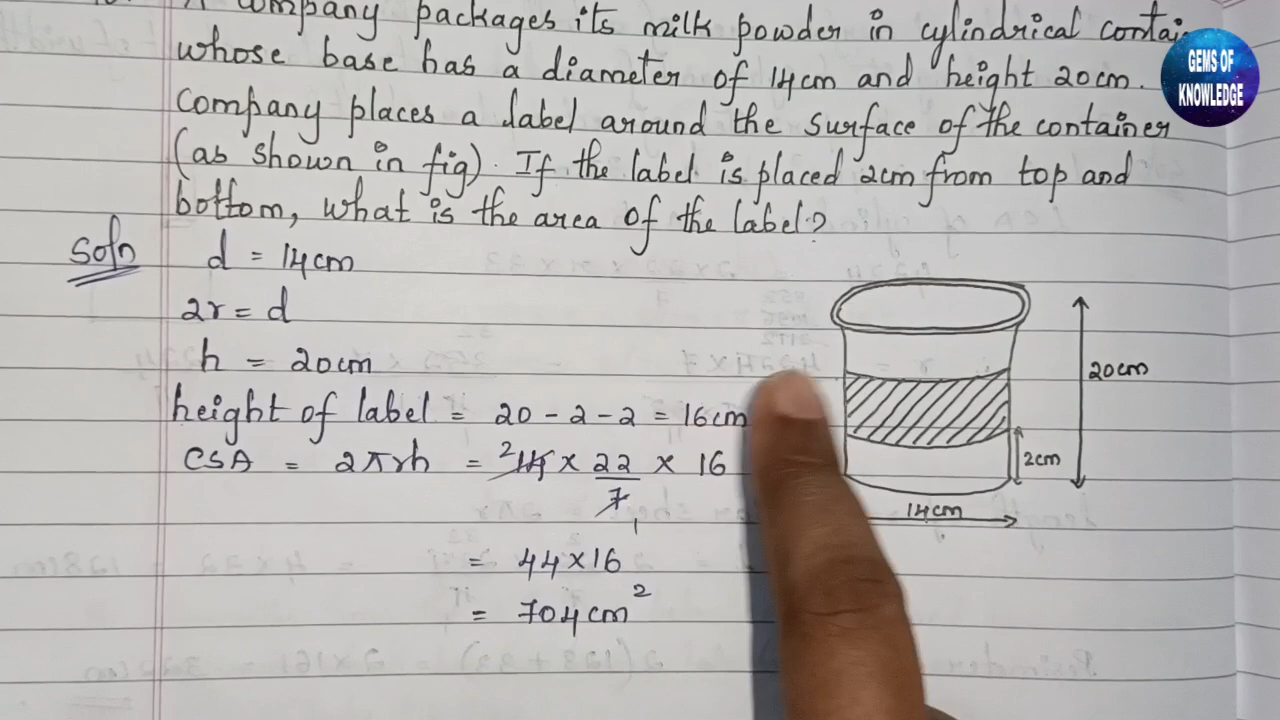 A company packages its milk powder in cylindrical contai
whose base has a diameter of 14cm and height 20cm.
Company places a label around the surface of the container
(as shown in fig). If the label is placed 2cm from top and
bottom, what is the area of the label?
Soln
d = 14cm
2r = d
h = 20cm
height of label = 20 - 2 - 2 = 16cm
CSA = 2πrh = ²14 × 22/7 ₁ × 16
= 44×16
= 704cm²
20cm
2cm
14cm
GEMS OF
KNOWLEDGE